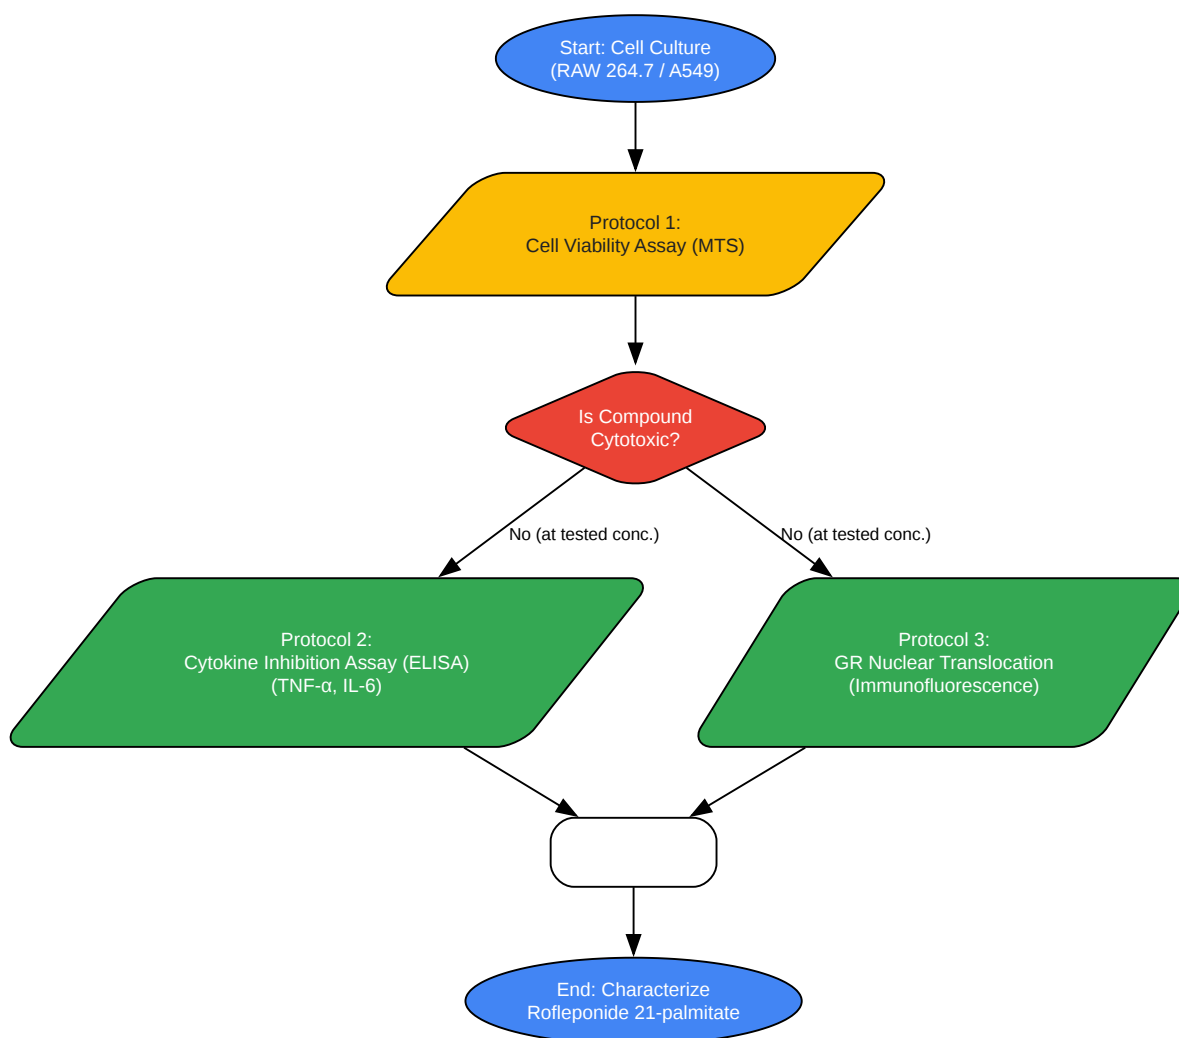 Start: Cell Culture
(RAW 264.7 / A549)
Protocol 1:
Cell Viability Assay (MTS)
Is Compound
Cytotoxic?
No (at tested conc.)
No (at tested conc.)
Protocol 2:
Cytokine Inhibition Assay (ELISA)
(TNF-α, IL-6)
Protocol 3:
GR Nuclear Translocation
(Immunofluorescence)
End: Characterize
Rofleponide 21-palmitate